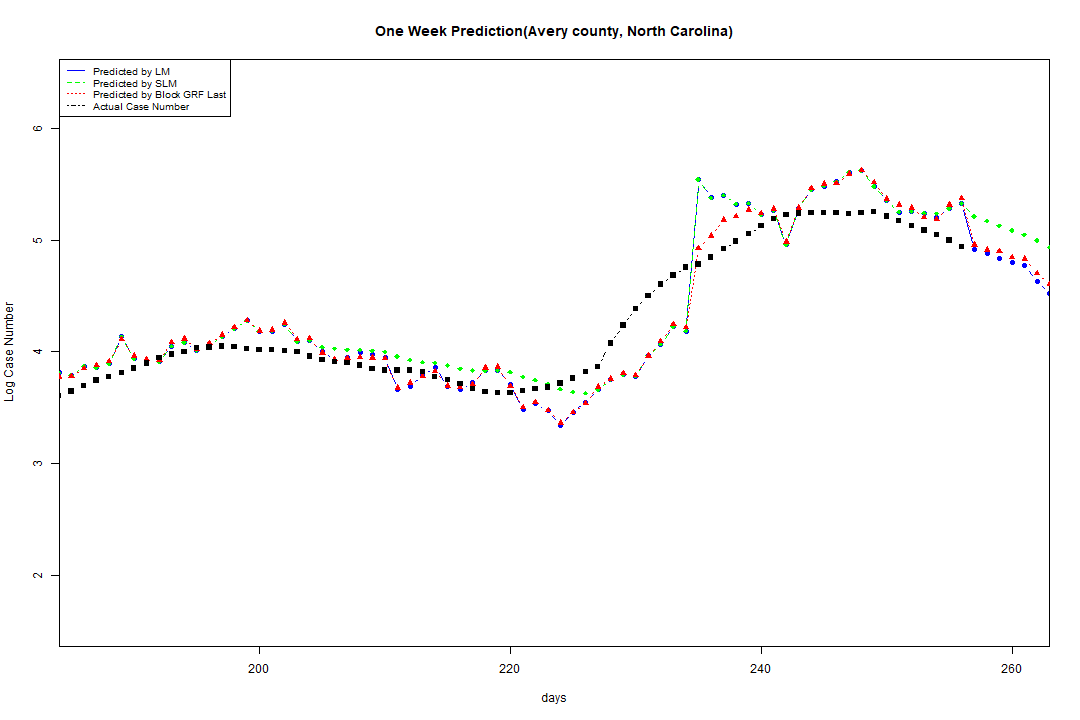 One Week Prediction(Avery county, North Carolina)
Predicted by LM
Predicted by SLM
Predicted by Block GRF Last
Actual Case Number
Log Case Number
6
5
4
3
2
200 220 240 260
days